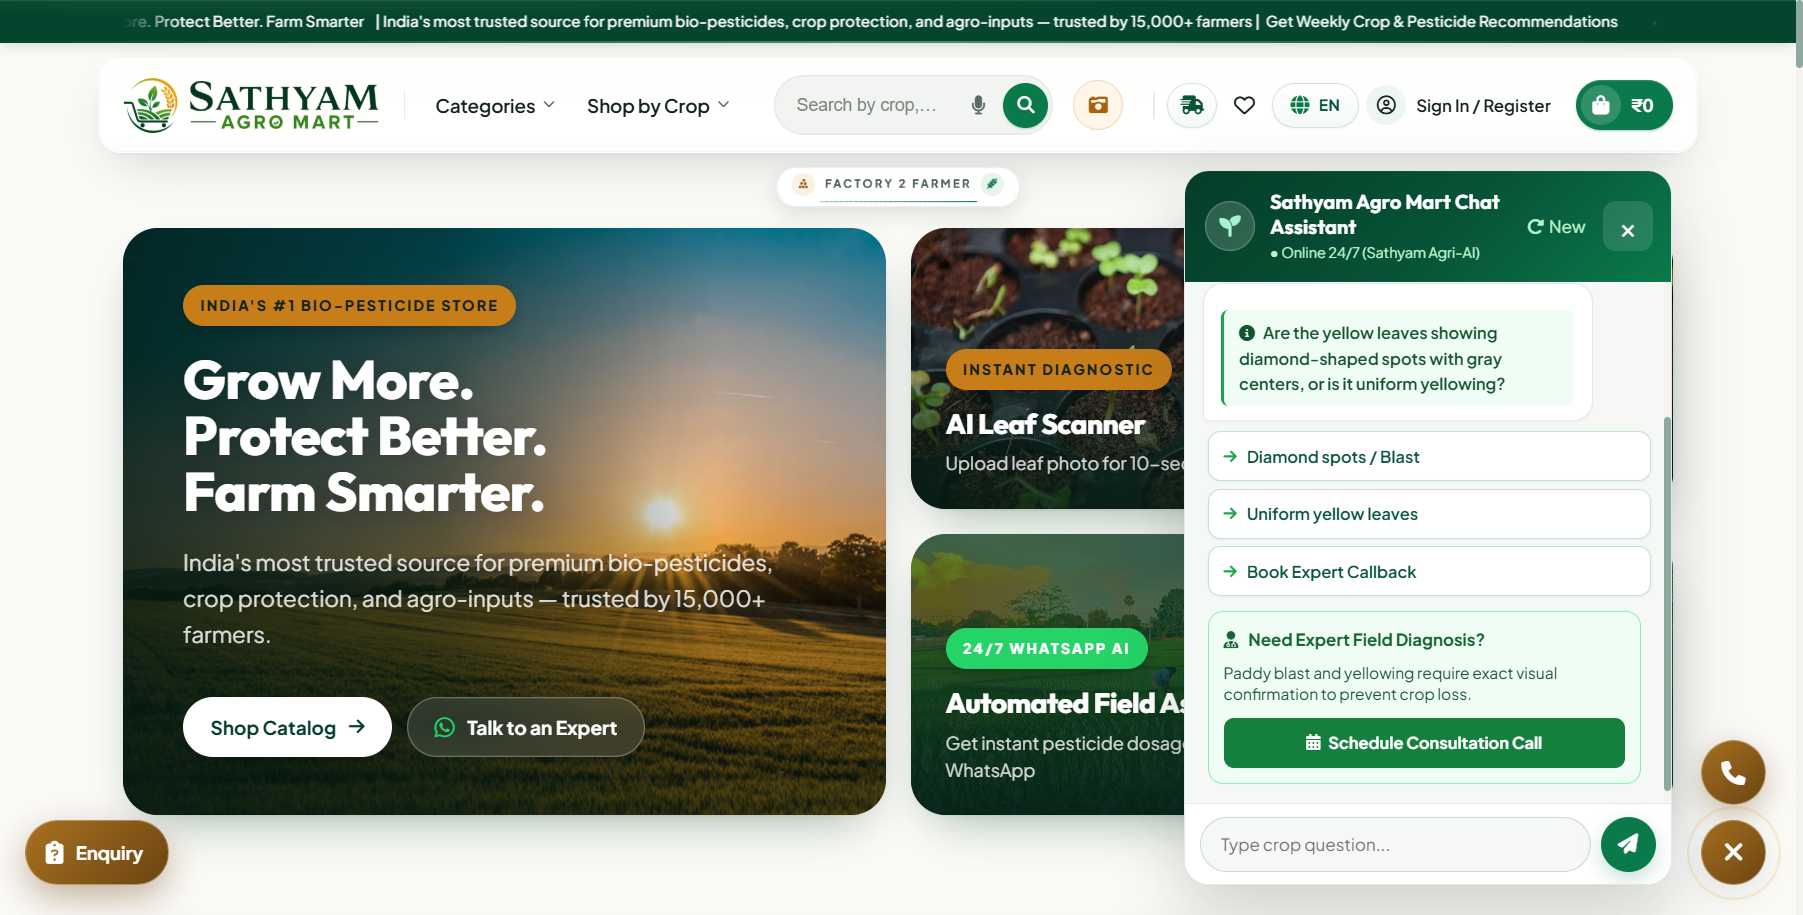 ore. Protect Better. Farm Smarter | India's most trusted source for premium bio-pesticides, crop protection, and agro-inputs — trusted by 15,000+ farmers | Get Weekly Crop & Pesticide Recommendations
SATHYAM
AGRO MART
Categories
Shop by Crop
Search by crop,...
EN
Sign In / Register
₹0
FACTORY 2 FARMER
INDIA'S #1 BIO-PESTICIDE STORE
Grow More.
Protect Better.
Farm Smarter.
India's most trusted source for premium bio-pesticides,
crop protection, and agro-inputs — trusted by 15,000+
farmers.
Shop Catalog
Talk to an Expert
INSTANT DIAGNOSTIC
AI Leaf Scanner
Upload leaf photo for 10-sec
24/7 WHATSAPP AI
Automated Field As
Get instant pesticide dosage
WhatsApp
Sathyam Agro Mart Chat
Assistant
● Online 24/7 (Sathyam Agri-AI)
New
Are the yellow leaves showing
diamond-shaped spots with gray
centers, or is it uniform yellowing?
Diamond spots / Blast
Uniform yellow leaves
Book Expert Callback
Need Expert Field Diagnosis?
Paddy blast and yellowing require exact visual
confirmation to prevent crop loss.
Schedule Consultation Call
Type crop question...
Enquiry